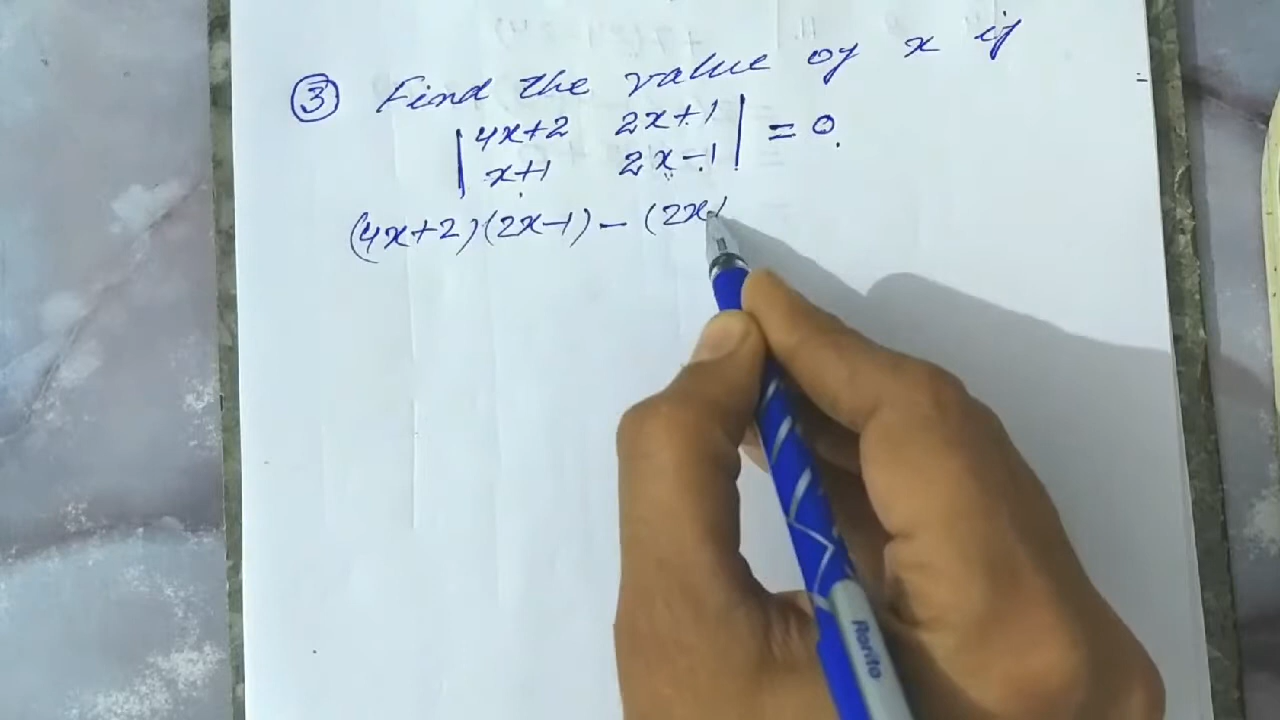 ③ Find the value of x if
|4x+2 2x+1| = 0.
|x+1 2x-1|
(4x+2)(2x-1) - (2x
Rorito